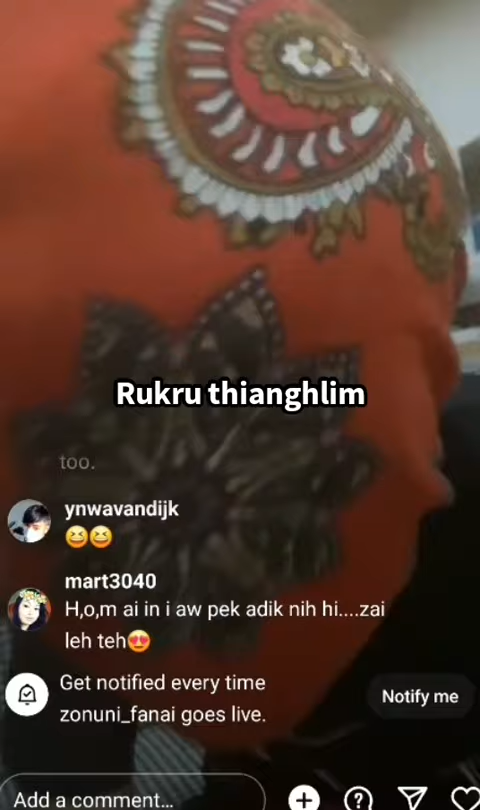 Rukru thianghlim
too.
ynwavandijk
😆😆
mart3040
H,o,m ai in i aw pek adik nih hi....zai
leh teh😍
Get notified every time
zonuni_fanai goes live.
Notify me
Add a comment...